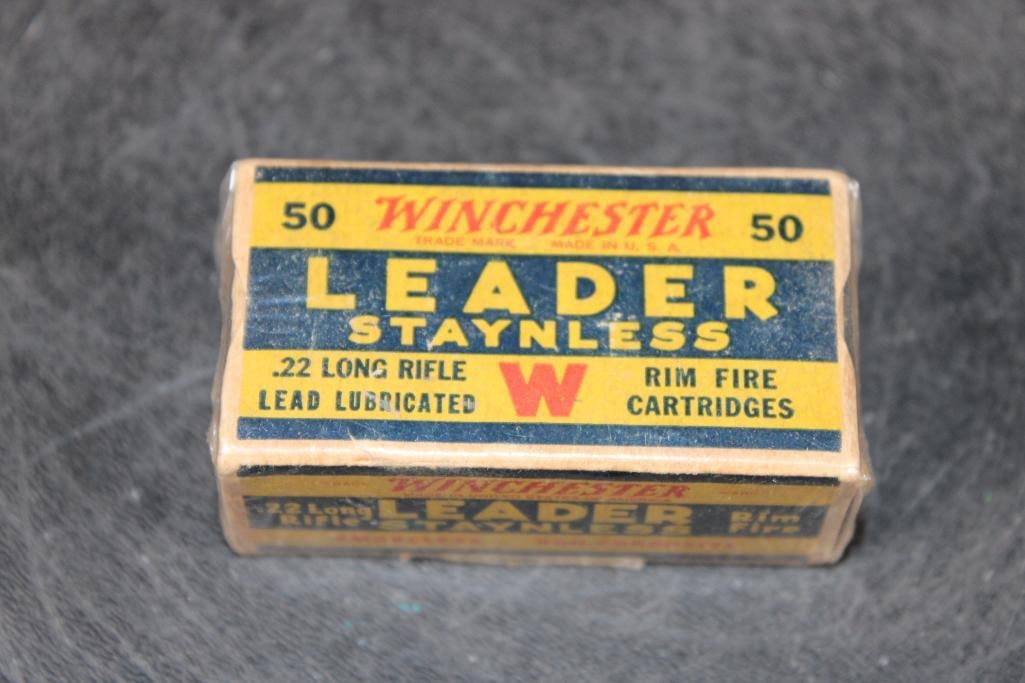 50 WINCHESTER 50
TRADE MARK MADE IN U. S. A.
LEADER
STAYNLESS
.22 LONG RIFLE W RIM FIRE
LEAD LUBRICATED CARTRIDGES
WINCHESTER
.22 Long LEADER Rim
Rifle STAYNLESS Fire